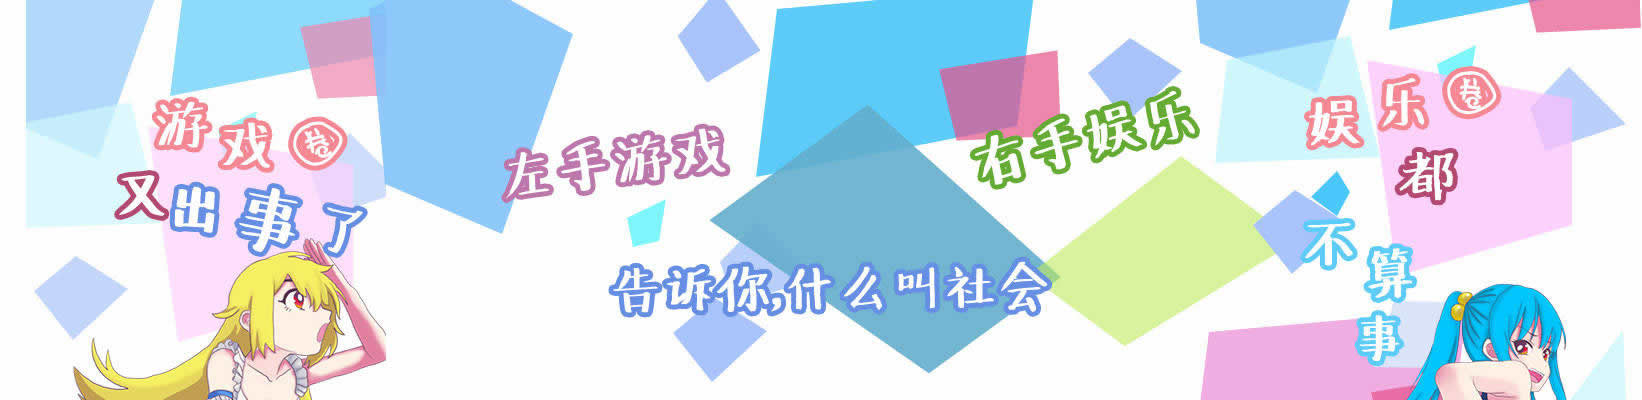 游戏圈
又出事了
左手游戏
右手娱乐
告诉你,什么叫社会
娱乐圈
都
不算事